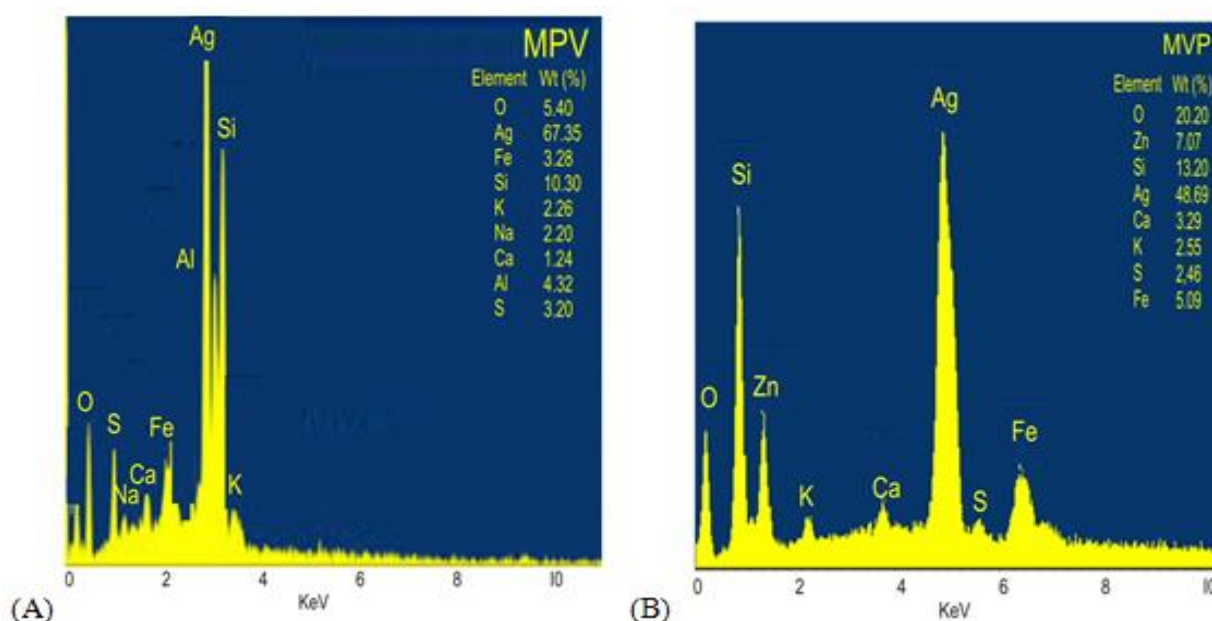 MPV
Element Wt (%)
O 5.40
Ag 67.35
Fe 3.28
Si 10.30
K 2.26
Na 2.20
Ca 1.24
Al 4.32
S 3.20
Ag
Si
Al
O
S
Na
Ca
Fe
K
0 2 4 6 8 10
KeV
(A)
MVP
Element Wt (%)
O 20.20
Zn 7.07
Si 13.20
Ag 48.69
Ca 3.29
K 2.55
S 2.46
Fe 5.09
Ag
Si
O
Zn
K
Ca
S
Fe
0 2 4 6 8 10
KeV
(B)